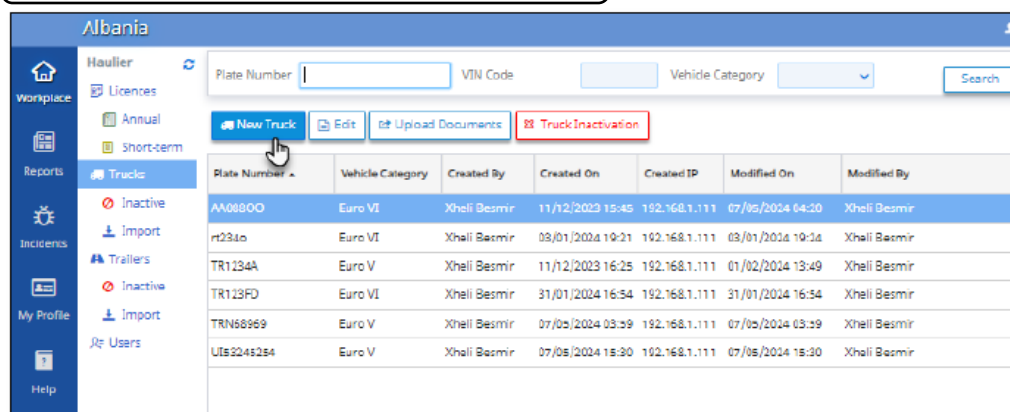 Albania
Workplace
Reports
Incidents
My Profile
Help
Haulier
Licences
Annual
Short-term
Trucks
Inactive
Import
Trailers
Inactive
Import
Users
Plate Number VIN Code Vehicle Category Search
New Truck Edit Upload Documents Truck Inactivation
Plate Number Vehicle Category Created By Created On Created IP Modified On Modified By
Euro VI Xheli Besmir 11/12/2023 15:45 192.168.1.111 07/05/2024 04:20 Xheli Besmir
Euro VI Xheli Besmir 03/01/2024 19:21 192.168.1.111 03/01/2024 Xheli Besmir
TR1234A Euro V Xheli Besmir 11/12/2023 16:25 192.168.1.111 01/02/2024 13:49 Xheli Besmir
TR123FD Euro VI Xheli Besmir 31/01/2024 16:54 192.168.1.111 31/01/2024 16:54 Xheli Besmir
TRN68969 Euro V Xheli Besmir 07/05/2024 03:59 192.168.1.111 07/05/2024 03:59 Xheli Besmir
Euro V Xheli Besmir 07/05/2024 15:30 192.168.1.111 07/05/2024 15:30 Xheli Besmir